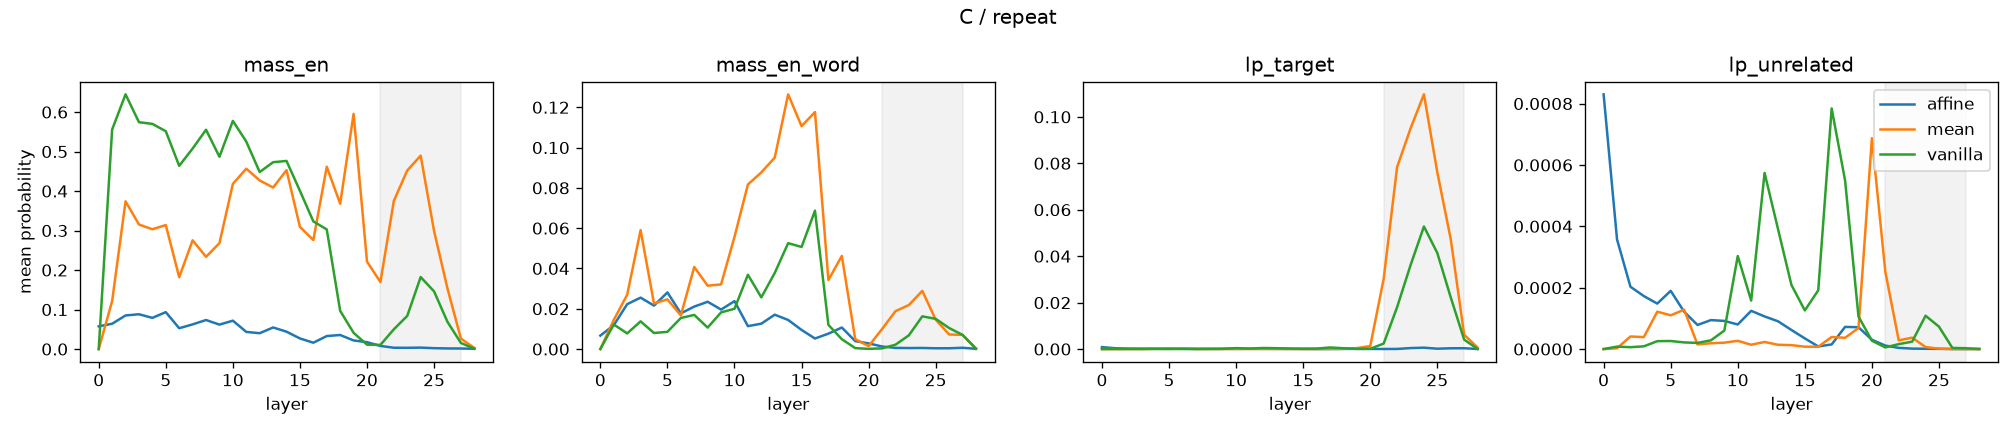 C / repeat
mass_en
mass_en_word
lp_target
lp_unrelated
mean probability
0.6
0.5
0.4
0.3
0.2
0.1
0.0
0 5 10 15 20 25
layer
0.12
0.10
0.08
0.06
0.04
0.02
0.00
0 5 10 15 20 25
layer
0.10
0.08
0.06
0.04
0.02
0.00
0 5 10 15 20 25
layer
0.0008
0.0006
0.0004
0.0002
0.0000
0 5 10 15 20 25
layer
affine
mean
vanilla